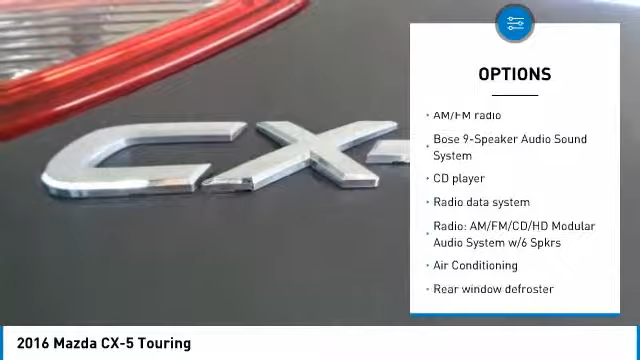 CX-
OPTIONS
AM/FM radio
Bose 9-Speaker Audio Sound
System
CD player
Radio data system
Radio: AM/FM/CD/HD Modular
Audio System w/6 Spkrs
Air Conditioning
Rear window defroster
2016 Mazda CX-5 Touring